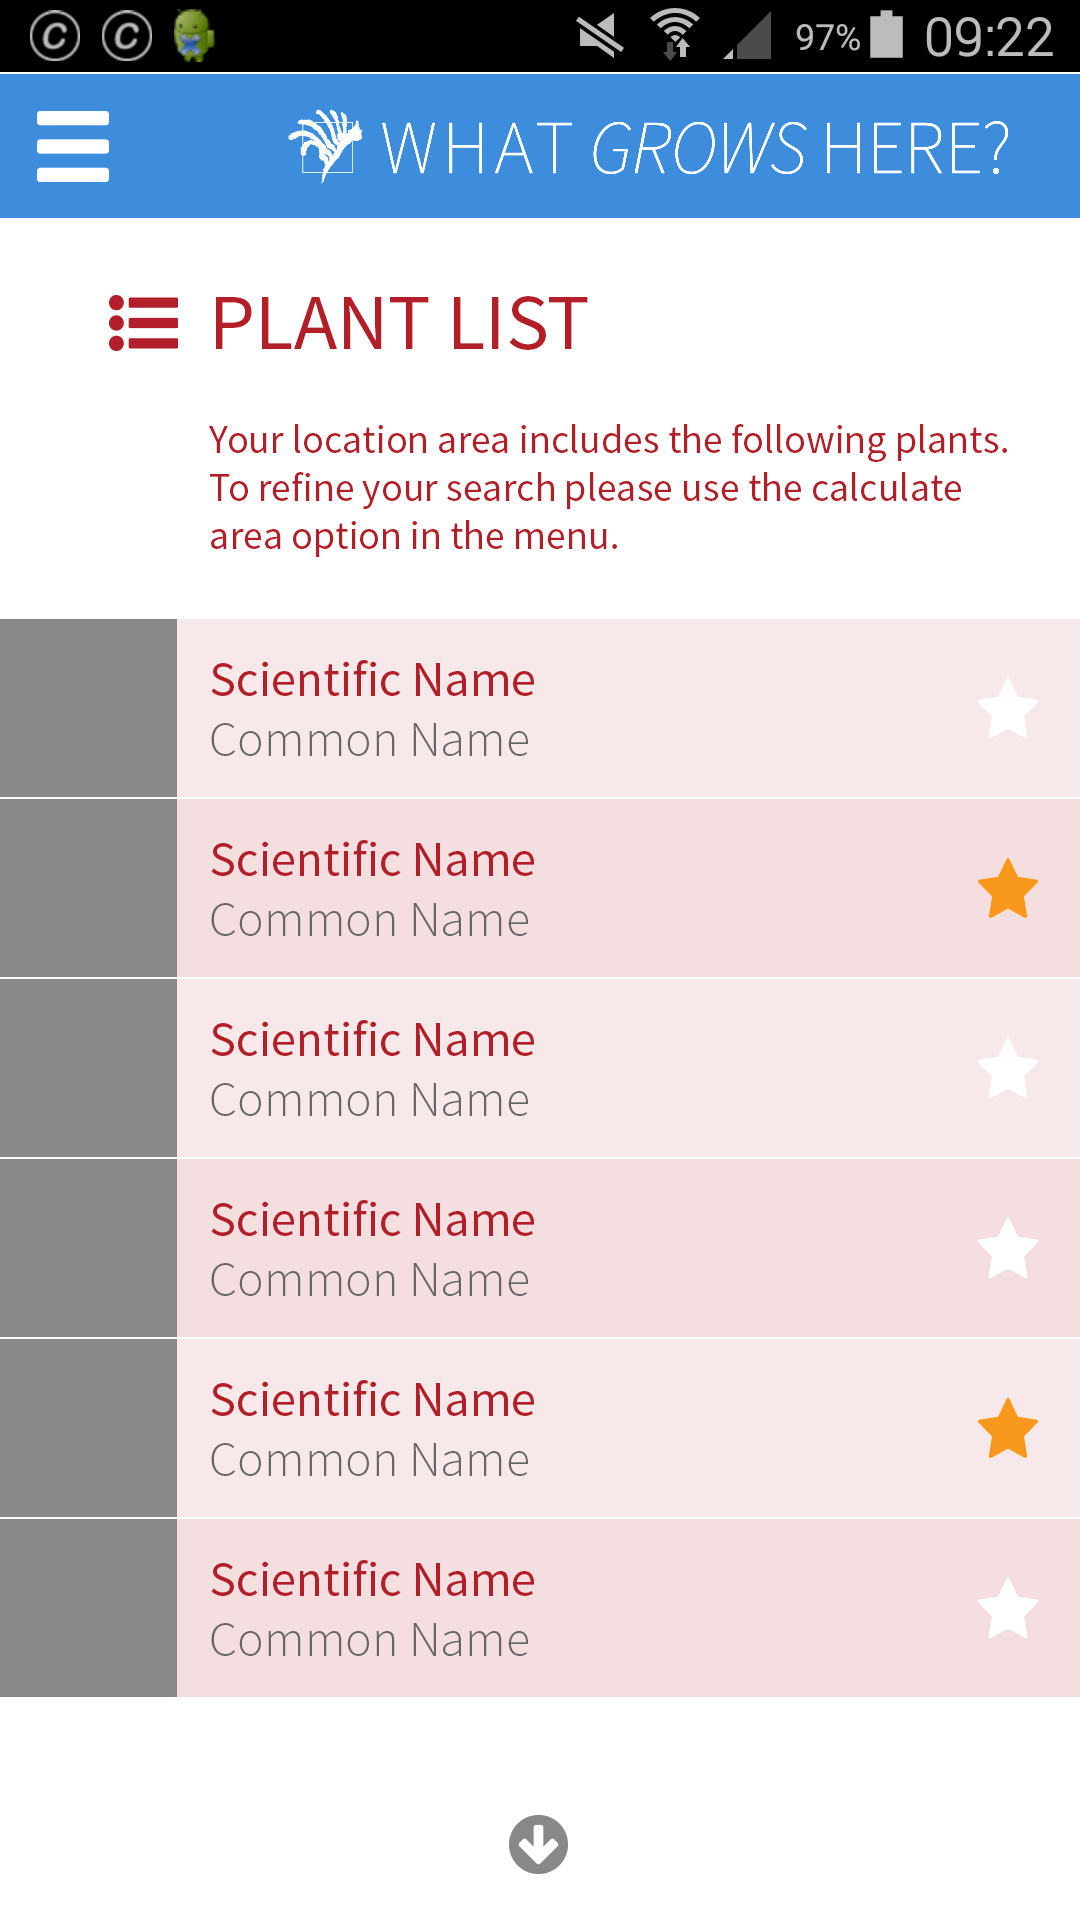 C C 97% 09:22
WHAT GROWS HERE?
PLANT LIST
Your location area includes the following plants.
To refine your search please use the calculate
area option in the menu.
Scientific Name
Common Name
Scientific Name
Common Name
Scientific Name
Common Name
Scientific Name
Common Name
Scientific Name
Common Name
Scientific Name
Common Name